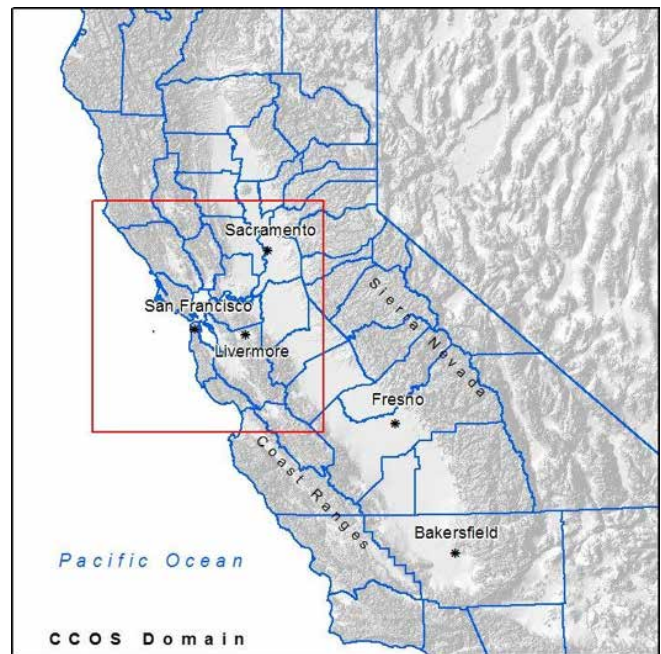 Sacramento
San Francisco
Livermore
Sierra Nevada
Fresno
Coast Ranges
Bakersfield
Pacific Ocean
CCOS Domain